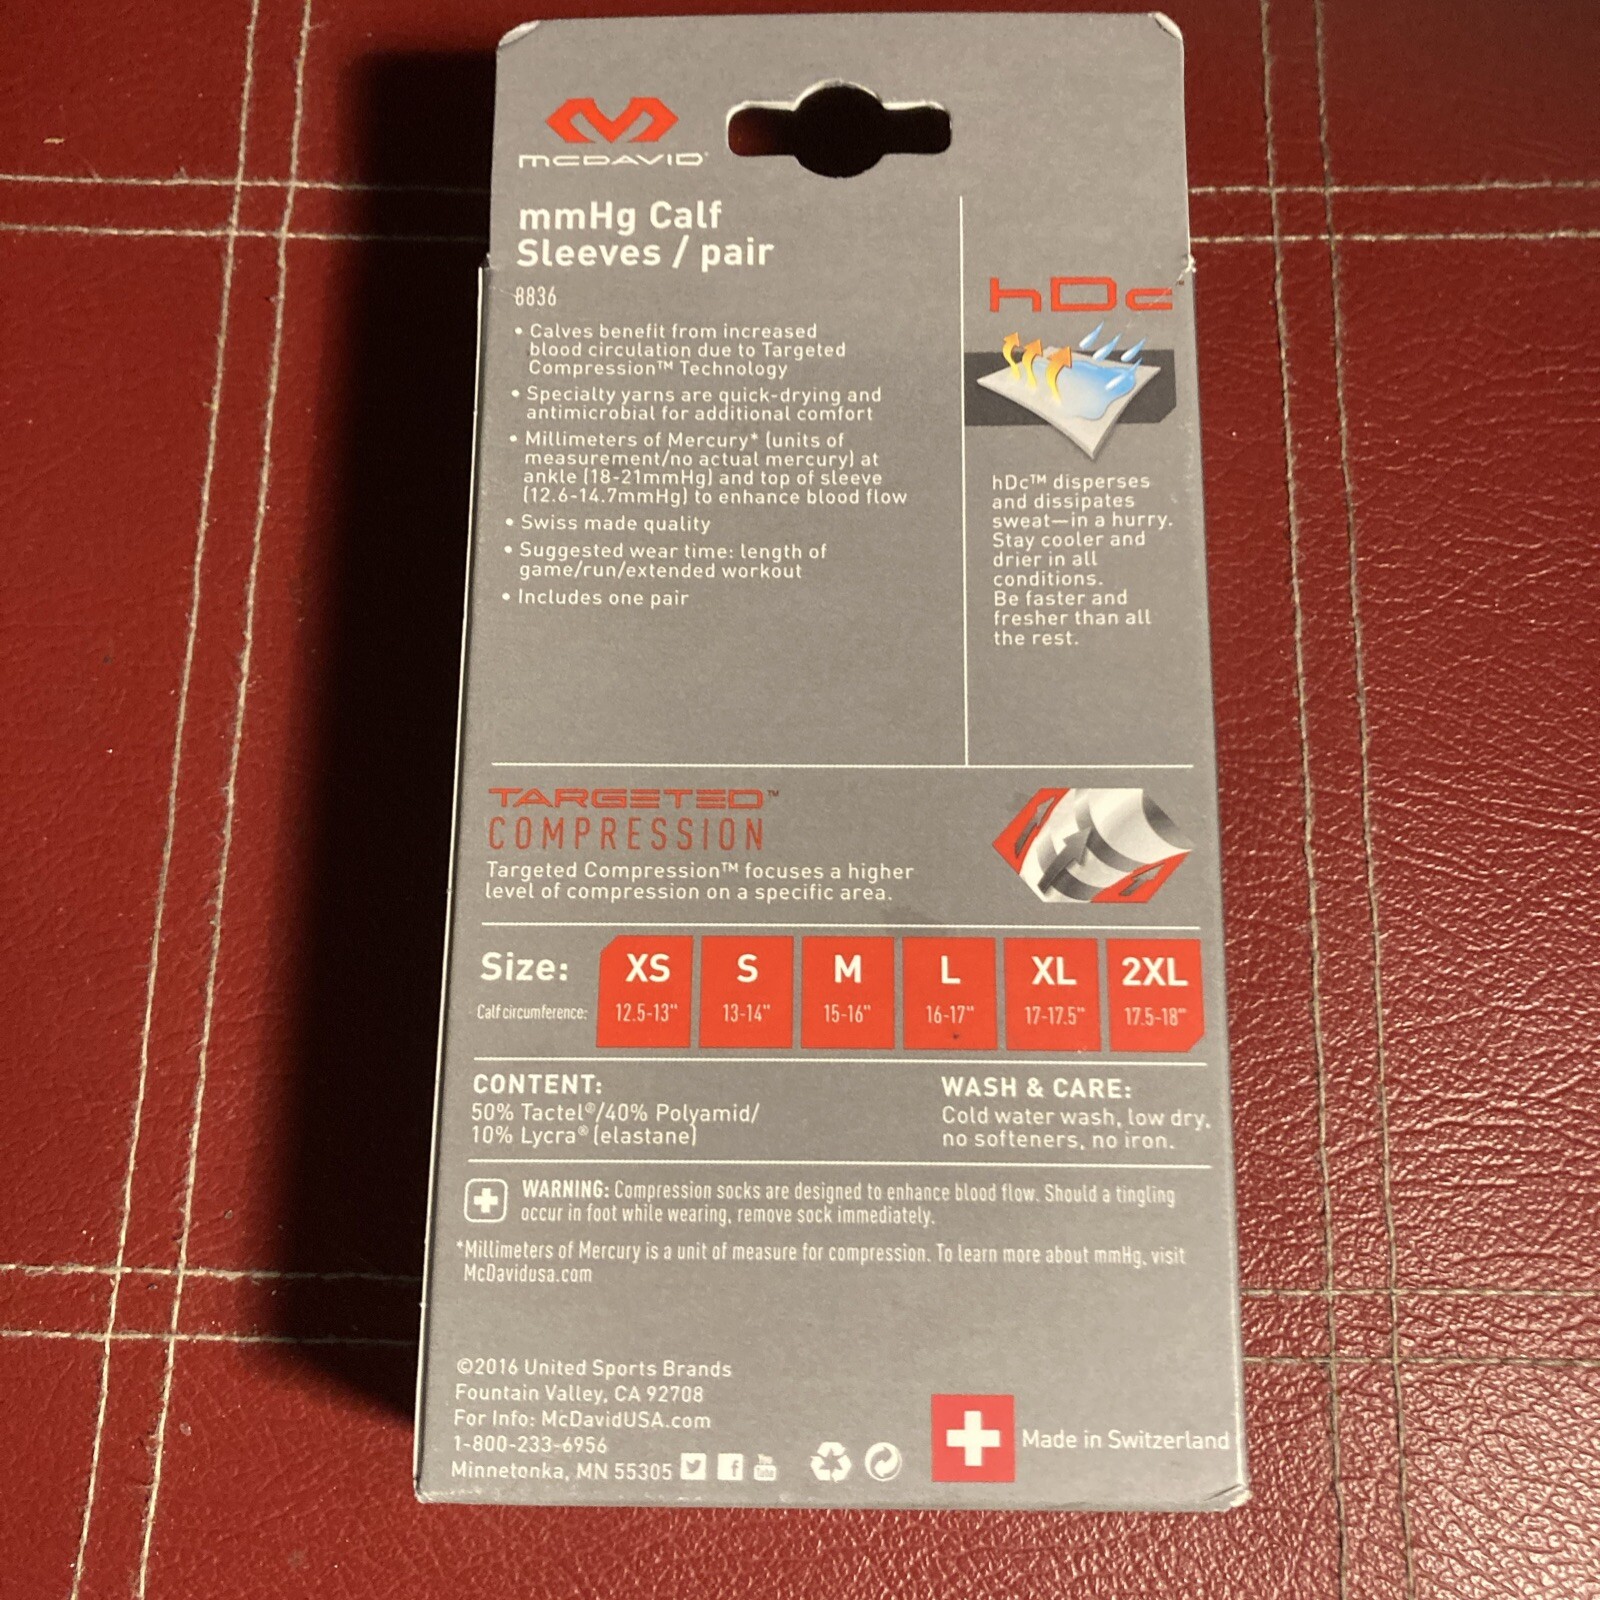 McDAVID
mmHg Calf
Sleeves / pair
8836
• Calves benefit from increased
blood circulation due to Targeted
Compression™ Technology
• Specialty yarns are quick-drying and
antimicrobial for additional comfort
• Millimeters of Mercury* (units of
measurement/no actual mercury) at
ankle (18-21mmHg) and top of sleeve
(12.6-14.7mmHg) to enhance blood flow
• Swiss made quality
• Suggested wear time: length of
game/run/extended workout
• Includes one pair
hDc™
hDc™ disperses
and dissipates
sweat—in a hurry.
Stay cooler and
drier in all
conditions.
Be faster and
fresher than all
the rest.
TARGETED™
COMPRESSION
Targeted Compression™ focuses a higher
level of compression on a specific area.
Size: XS S M L XL 2XL
Calf circumference: 12.5-13" 13-14" 15-16" 16-17" 17-17.5" 17.5-18"
CONTENT:
50% Tactel®/40% Polyamid/
10% Lycra® (elastane)
WASH & CARE:
Cold water wash, low dry,
no softeners, no iron.
WARNING: Compression socks are designed to enhance blood flow. Should a tingling
occur in foot while wearing, remove sock immediately.
*Millimeters of Mercury is a unit of measure for compression. To learn more about mmHg, visit
McDavidusa.com
©2016 United Sports Brands
Fountain Valley, CA 92708
For Info: McDavidUSA.com
1-800-233-6956
Minnetonka, MN 55305
You Tube
Made in Switzerland